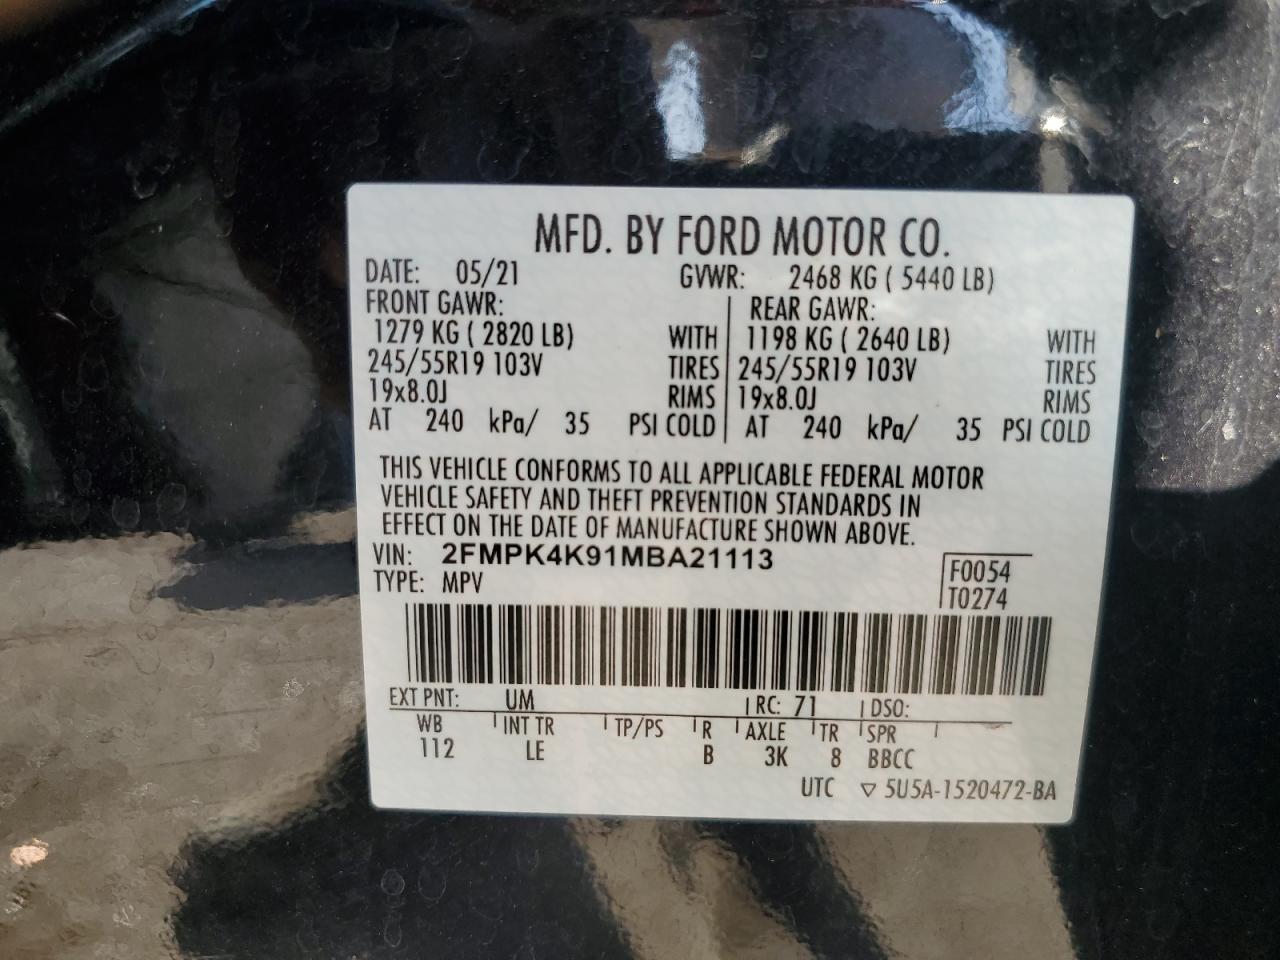 MFD. BY FORD MOTOR CO.
DATE: 05/21 GVWR: 2468 KG ( 5440 LB)
FRONT GAWR: REAR GAWR:
1279 KG ( 2820 LB) WITH 1198 KG ( 2640 LB) WITH
245/55R19 103V TIRES 245/55R19 103V TIRES
19x8.0J RIMS 19x8.0J RIMS
AT 240 kPa/ 35 PSI COLD AT 240 kPa/ 35 PSI COLD
THIS VEHICLE CONFORMS TO ALL APPLICABLE FEDERAL MOTOR
VEHICLE SAFETY AND THEFT PREVENTION STANDARDS IN
EFFECT ON THE DATE OF MANUFACTURE SHOWN ABOVE.
VIN: 2FMPK4K91MBA21113 F0054
TYPE: MPV T0274
EXT PNT: UM RC: 71 DSO:
WB INT TR TP/PS R AXLE TR SPR
112 LE B 3K 8 BBCC
UTC ▽ 5U5A-1520472-BA